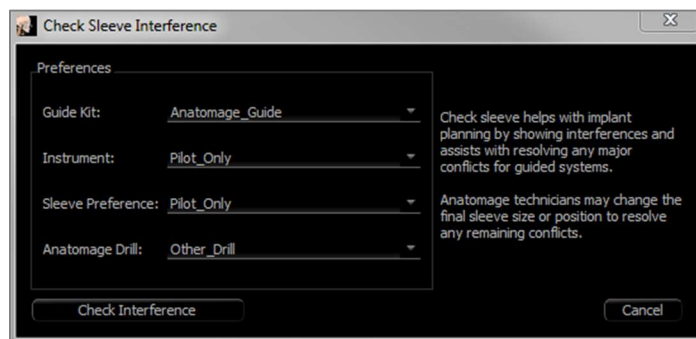 Check Sleeve Interference
Preferences
Guide Kit: Anatomage_Guide
Instrument: Pilot_Only
Sleeve Preference: Pilot_Only
Anatomage Drill: Other_Drill
Check sleeve helps with implant
planning by showing interferences and
assists with resolving any major
conflicts for guided systems.
Anatomage technicians may change the
final sleeve size or position to resolve
any remaining conflicts.
Check Interference
Cancel